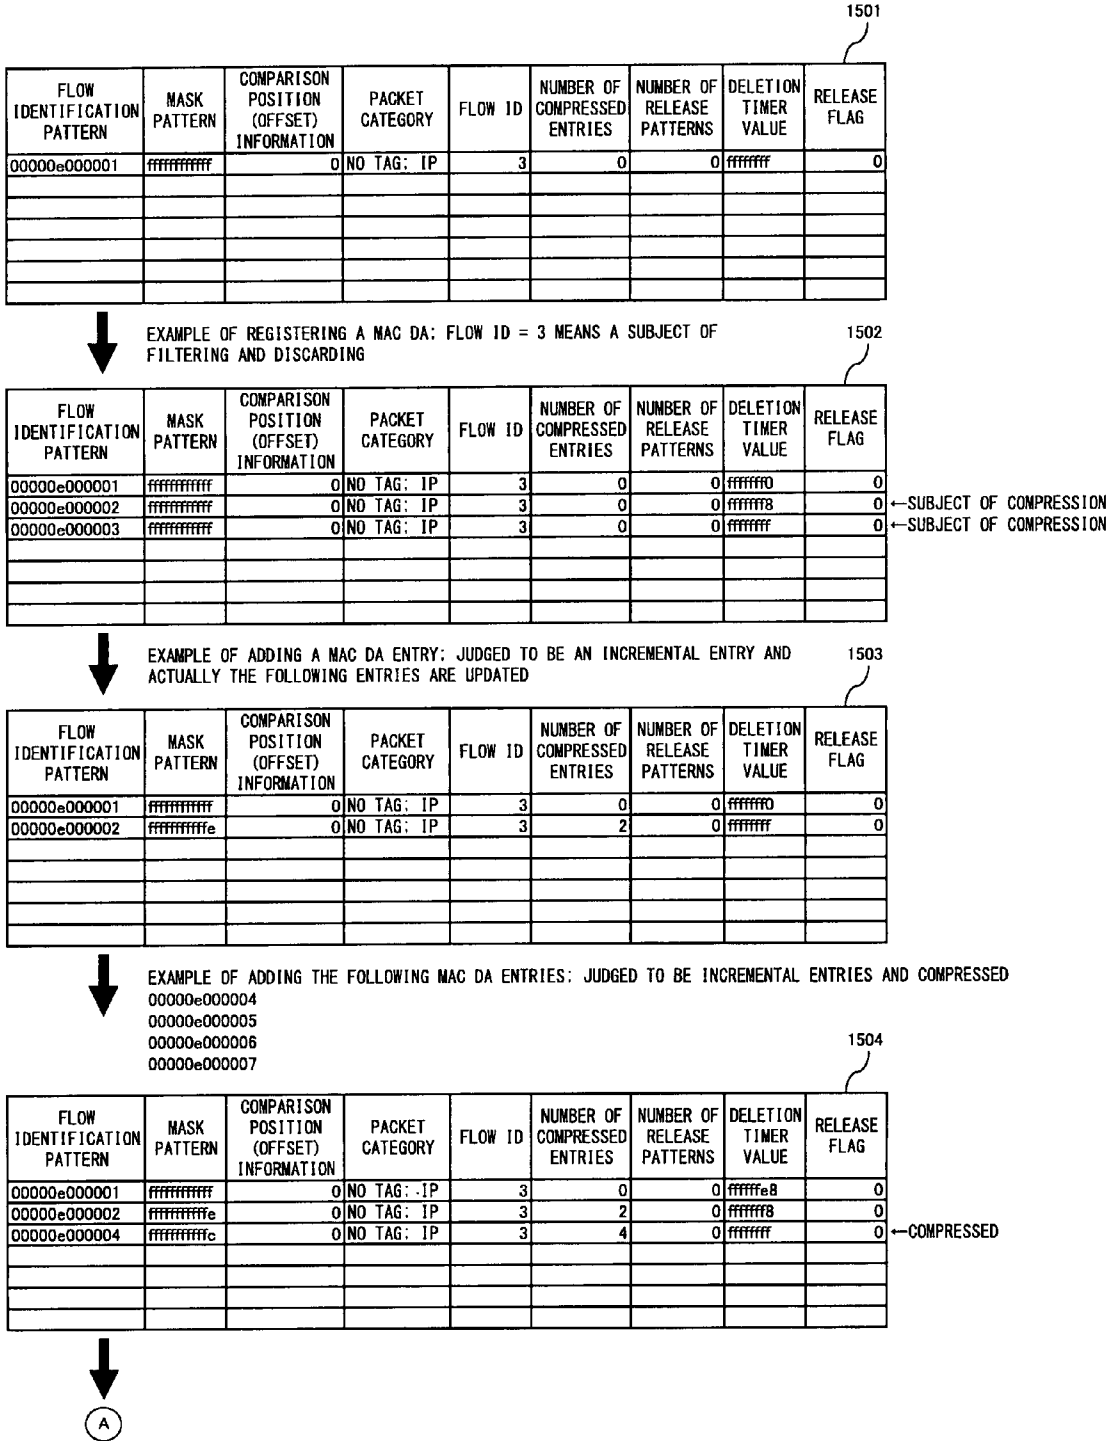 1501
FLOW IDENTIFICATION PATTERN | MASK PATTERN | COMPARISON POSITION (OFFSET) INFORMATION | PACKET CATEGORY | FLOW ID | NUMBER OF COMPRESSED ENTRIES | NUMBER OF RELEASE PATTERNS | DELETION TIMER VALUE | RELEASE FLAG
00000e000001 | ffffffffffff | 0 | NO TAG; IP | 3 | 0 | 0 | ffffffff | 0
EXAMPLE OF REGISTERING A MAC DA; FLOW ID = 3 MEANS A SUBJECT OF
FILTERING AND DISCARDING
1502
FLOW IDENTIFICATION PATTERN | MASK PATTERN | COMPARISON POSITION (OFFSET) INFORMATION | PACKET CATEGORY | FLOW ID | NUMBER OF COMPRESSED ENTRIES | NUMBER OF RELEASE PATTERNS | DELETION TIMER VALUE | RELEASE FLAG
00000e000001 | ffffffffffff | 0 | NO TAG; IP | 3 | 0 | 0 | fffffff0 | 0
00000e000002 | ffffffffffff | 0 | NO TAG; IP | 3 | 0 | 0 | fffffff8 | 0 ←SUBJECT OF COMPRESSION
00000e000003 | ffffffffffff | 0 | NO TAG; IP | 3 | 0 | 0 | ffffffff | 0 ←SUBJECT OF COMPRESSION
EXAMPLE OF ADDING A MAC DA ENTRY; JUDGED TO BE AN INCREMENTAL ENTRY AND
ACTUALLY THE FOLLOWING ENTRIES ARE UPDATED
1503
FLOW IDENTIFICATION PATTERN | MASK PATTERN | COMPARISON POSITION (OFFSET) INFORMATION | PACKET CATEGORY | FLOW ID | NUMBER OF COMPRESSED ENTRIES | NUMBER OF RELEASE PATTERNS | DELETION TIMER VALUE | RELEASE FLAG
00000e000001 | ffffffffffff | 0 | NO TAG; IP | 3 | 0 | 0 | fffffff0 | 0
00000e000002 | fffffffffffe | 0 | NO TAG; IP | 3 | 2 | 0 | ffffffff | 0
EXAMPLE OF ADDING THE FOLLOWING MAC DA ENTRIES; JUDGED TO BE INCREMENTAL ENTRIES AND COMPRESSED
00000e000004
00000e000005
00000e000006
00000e000007
1504
FLOW IDENTIFICATION PATTERN | MASK PATTERN | COMPARISON POSITION (OFFSET) INFORMATION | PACKET CATEGORY | FLOW ID | NUMBER OF COMPRESSED ENTRIES | NUMBER OF RELEASE PATTERNS | DELETION TIMER VALUE | RELEASE FLAG
00000e000001 | ffffffffffff | 0 | NO TAG; IP | 3 | 0 | 0 | ffffffe8 | 0
00000e000002 | fffffffffffe | 0 | NO TAG; IP | 3 | 2 | 0 | fffffff8 | 0
00000e000004 | fffffffffffc | 0 | NO TAG; IP | 3 | 4 | 0 | ffffffff | 0 ←COMPRESSED
A